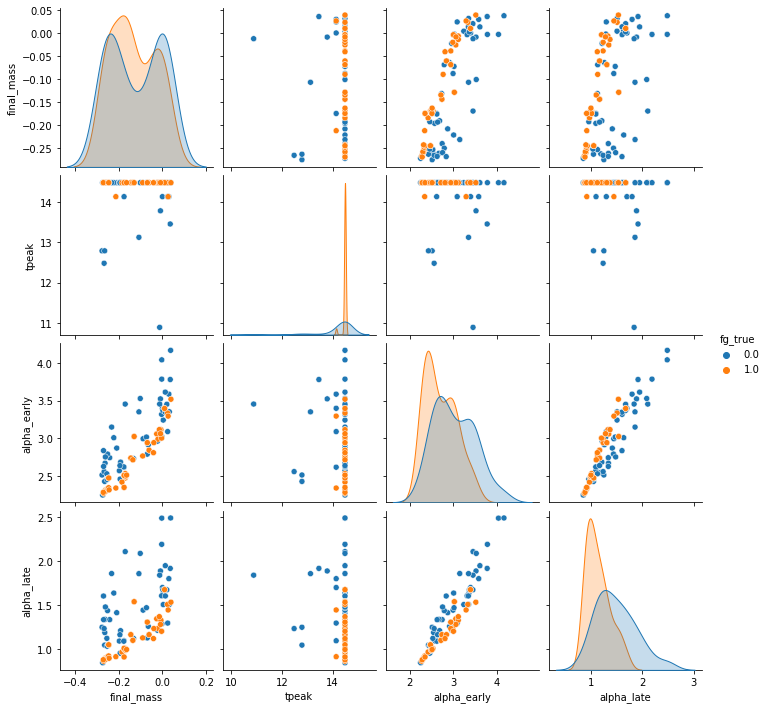 0.05
0.00
−0.05
−0.10
−0.15
−0.20
−0.25
final_mass
14
13
12
11
tpeak
4.0
3.5
3.0
2.5
alpha_early
2.5
2.0
1.5
1.0
alpha_late
−0.4 −0.2 0.0 0.2
final_mass
10 12 14
tpeak
2 3 4
alpha_early
1 2 3
alpha_late
fg_true
0.0
1.0